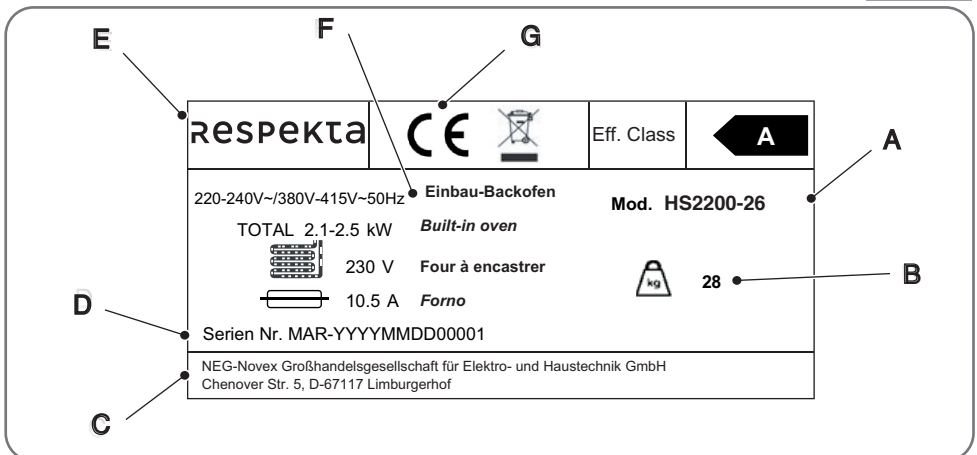 E
F
G
Respekta
CE
Eff. Class
A
A
220-240V~/380V-415V~50Hz
Einbau-Backofen
Mod. HS2200-26
TOTAL 2.1-2.5 kW
Built-in oven
230 V
Four à encastrer
kg
28
B
D
10.5 A
Forno
Serien Nr. MAR-YYYYMMDD00001
NEG-Novex Großhandelsgesellschaft für Elektro- und Haustechnik GmbH
Chenover Str. 5, D-67117 Limburgerhof
C